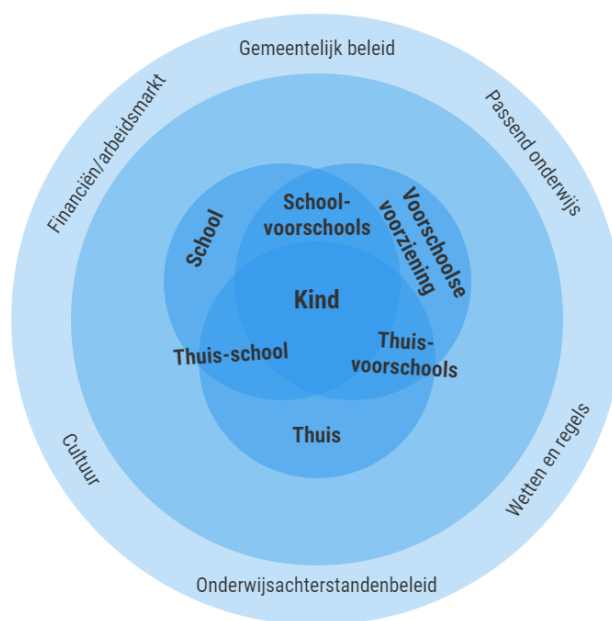 Gemeentelijk beleid
Financiën/arbeidsmarkt
Passend onderwijs
School
School-
voorschools
Voorschoolse
voorziening
Kind
Thuis-school
Thuis-
voorschools
Thuis
Cultuur
Wetten en regels
Onderwijsachterstandenbeleid